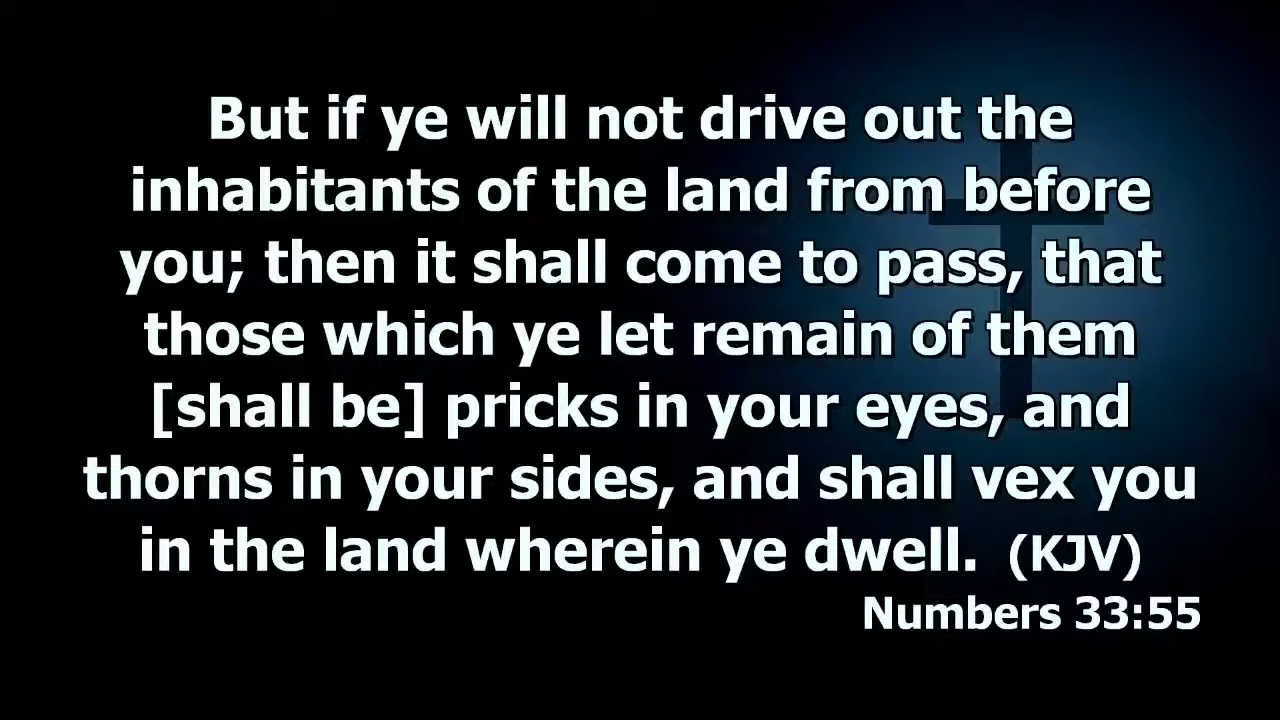 But if ye will not drive out the
inhabitants of the land from before
you; then it shall come to pass, that
those which ye let remain of them
[shall be] pricks in your eyes, and
thorns in your sides, and shall vex you
in the land wherein ye dwell. (KJV)
Numbers 33:55